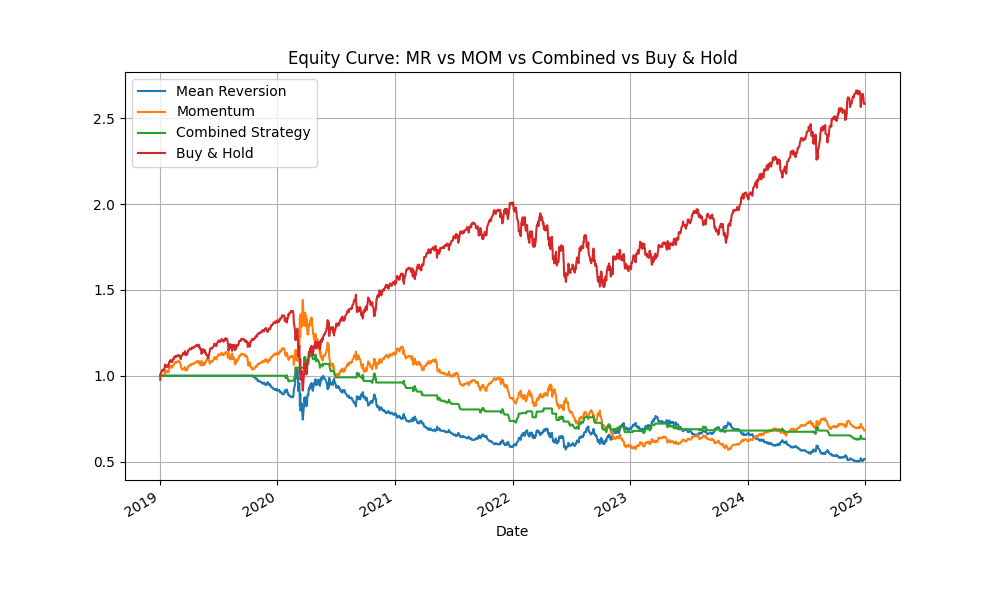 Equity Curve: MR vs MOM vs Combined vs Buy & Hold
Mean Reversion
Momentum
Combined Strategy
Buy & Hold
2.5
2.0
1.5
1.0
0.5
2019
2020
2021
2022
2023
2024
2025
Date